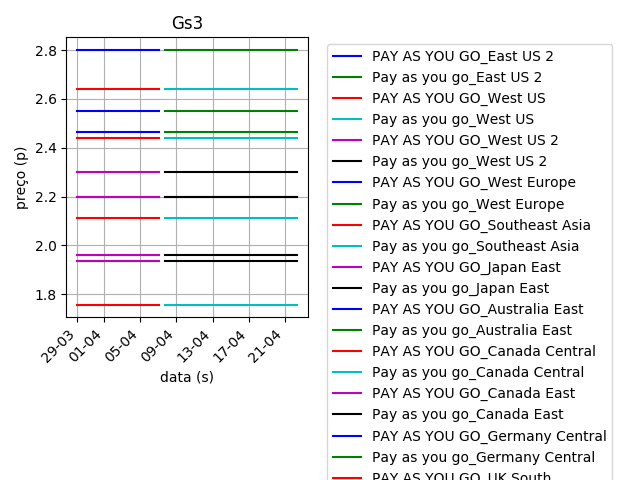 Gs3
preço (p)
2.8
2.6
2.4
2.2
2.0
1.8
29-03
01-04
05-04
09-04
13-04
17-04
21-04
data (s)
PAY AS YOU GO_East US 2
Pay as you go_East US 2
PAY AS YOU GO_West US
Pay as you go_West US
PAY AS YOU GO_West US 2
Pay as you go_West US 2
PAY AS YOU GO_West Europe
Pay as you go_West Europe
PAY AS YOU GO_Southeast Asia
Pay as you go_Southeast Asia
PAY AS YOU GO_Japan East
Pay as you go_Japan East
PAY AS YOU GO_Australia East
Pay as you go_Australia East
PAY AS YOU GO_Canada Central
Pay as you go_Canada Central
PAY AS YOU GO_Canada East
Pay as you go_Canada East
PAY AS YOU GO_Germany Central
Pay as you go_Germany Central
PAY AS YOU GO_UK South